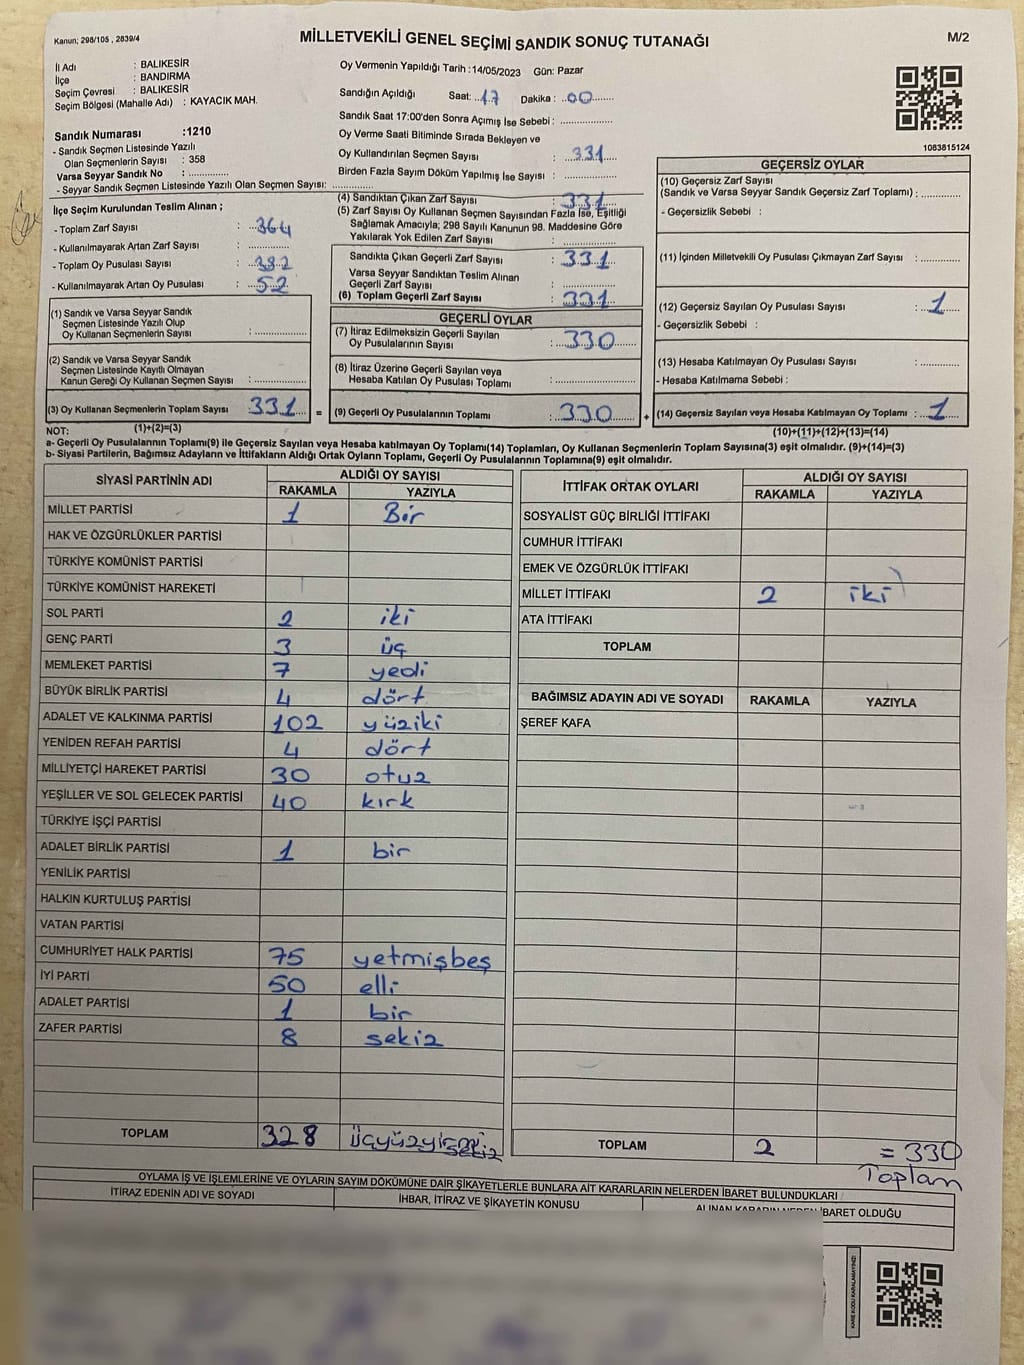 Kanun; 298/105 , 2839/4
MİLLETVEKİLİ GENEL SEÇİMİ SANDIK SONUÇ TUTANAĞI
M/2
İl Adı : BALIKESİR
İlçe : BANDIRMA
Seçim Çevresi : BALIKESİR
Seçim Bölgesi (Mahalle Adı) : KAYACIK MAH.
Sandık Numarası :1210
- Sandık Seçmen Listesinde Yazılı
Olan Seçmenlerin Sayısı : 358
Varsa Seyyar Sandık No : ..................
- Seyyar Sandık Seçmen Listesinde Yazılı Olan Seçmen Sayısı: ..................
Oy Vermenin Yapıldığı Tarih :14/05/2023 Gün: Pazar
Sandığın Açıldığı Saat: 17 Dakika : 00
Sandık Saat 17:00'den Sonra Açımış İse Sebebi : ..................
Oy Verme Saati Bitiminde Sırada Bekleyen ve
Oy Kullandırılan Seçmen Sayısı : 331
Birden Fazla Sayım Döküm Yapılmış İse Sayısı : ..................
1083815124
İlçe Seçim Kurulundan Teslim Alınan ;
- Toplam Zarf Sayısı : 364
- Kullanılmayarak Artan Zarf Sayısı : ..............
- Toplam Oy Pusulası Sayısı : 382
- Kullanılmayarak Artan Oy Pusulası : 52
(1) Sandık ve Varsa Seyyar Sandık
Seçmen Listesinde Yazılı Olup
Oy Kullanan Seçmenlerin Sayısı : ..............
(2) Sandık ve Varsa Seyyar Sandık
Seçmen Listesinde Kayıtlı Olmayan
Kanun Gereği Oy Kullanan Seçmen Sayısı : ..............
(3) Oy Kullanan Seçmenlerin Toplam Sayısı : 331 =
(4) Sandıktan Çıkan Zarf Sayısı : 331
(5) Zarf Sayısı Oy Kullanan Seçmen Sayısından Fazla İse, Eşitliği
Sağlamak Amacıyla; 298 Sayılı Kanunun 98. Maddesine Göre
Yakılarak Yok Edilen Zarf Sayısı : ..............
Sandıkta Çıkan Geçerli Zarf Sayısı : 331
Varsa Seyyar Sandıktan Teslim Alınan
Geçerli Zarf Sayısı : ..............
(6) Toplam Geçerli Zarf Sayısı : 331
GEÇERLİ OYLAR
(7) İtiraz Edilmeksizin Geçerli Sayılan
Oy Pusulalarının Sayısı : 330
(8) İtiraz Üzerine Geçerli Sayılan veya
Hesaba Katılan Oy Pusulası Toplamı : ..............
(9) Geçerli Oy Pusulalarının Toplamı : 330 +
GEÇERSİZ OYLAR
(10) Geçersiz Zarf Sayısı
(Sandık ve Varsa Seyyar Sandık Geçersiz Zarf Toplamı) : ..............
- Geçersizlik Sebebi :
(11) İçinden Milletvekili Oy Pusulası Çıkmayan Zarf Sayısı : ..............
(12) Geçersiz Sayılan Oy Pusulası Sayısı : 1
- Geçersizlik Sebebi :
(13) Hesaba Katılmayan Oy Pusulası Sayısı : ..............
- Hesaba Katılmama Sebebi :
(14) Geçersiz Sayılan veya Hesaba Katılmayan Oy Toplamı : 1
NOT: (1)+(2)=(3) (10)+(11)+(12)+(13)=(14)
a- Geçerli Oy Pusulalarının Toplamı(9) ile Geçersiz Sayılan veya Hesaba katılmayan Oy Toplamı(14) Toplamları, Oy Kullanan Seçmenlerin Toplam Sayısına(3) eşit olmalıdır. (9)+(14)=(3)
b- Siyasi Partilerin, Bağımsız Adayların ve İttifakların Aldığı Ortak Oyların Toplamı, Geçerli Oy Pusulalarının Toplamına(9) eşit olmalıdır.
SİYASİ PARTİNİN ADI ALDIĞI OY SAYISI
RAKAMLA YAZIYLA
MİLLET PARTİSİ 1 Bir
HAK VE ÖZGÜRLÜKLER PARTİSİ
TÜRKİYE KOMÜNİST PARTİSİ
TÜRKİYE KOMÜNİST HAREKETİ
SOL PARTİ 2 iki
GENÇ PARTİ 3 üç
MEMLEKET PARTİSİ 7 yedi
BÜYÜK BİRLİK PARTİSİ 4 dört
ADALET VE KALKINMA PARTİSİ 102 yüziki
YENİDEN REFAH PARTİSİ 4 dört
MİLLİYETÇİ HAREKET PARTİSİ 30 otuz
YEŞİLLER VE SOL GELECEK PARTİSİ 40 kırk
TÜRKİYE İŞÇİ PARTİSİ
ADALET BİRLİK PARTİSİ 1 bir
YENİLİK PARTİSİ
HALKIN KURTULUŞ PARTİSİ
VATAN PARTİSİ
CUMHURİYET HALK PARTİSİ 75 yetmişbeş
İYİ PARTİ 50 elli
ADALET PARTİSİ 1 bir
ZAFER PARTİSİ 8 sekiz
TOPLAM 328 üçyüzyirmi sekiz
İTTİFAK ORTAK OYLARI ALDIĞI OY SAYISI
RAKAMLA YAZIYLA
SOSYALİST GÜÇ BİRLİĞİ İTTİFAKI
CUMHUR İTTİFAKI
EMEK VE ÖZGÜRLÜK İTTİFAKI
MİLLET İTTİFAKI 2 iki
ATA İTTİFAKI
TOPLAM
BAĞIMSIZ ADAYIN ADI VE SOYADI RAKAMLA YAZIYLA
ŞEREF KAFA
TOPLAM 2 = 330
Toplam
OYLAMA İŞ VE İŞLEMLERİNE VE OYLARIN SAYIM DÖKÜMÜNE DAİR ŞİKAYETLERLE BUNLARA AİT KARARLARIN NELERDEN İBARET BULUNDUKLARI
İTİRAZ EDENİN ADI VE SOYADI İHBAR, İTİRAZ VE ŞİKAYETİN KONUSU ALINAN KARARIN NEDEN İBARET OLDUĞU
KARE KODU KARALAMAYINIZ!